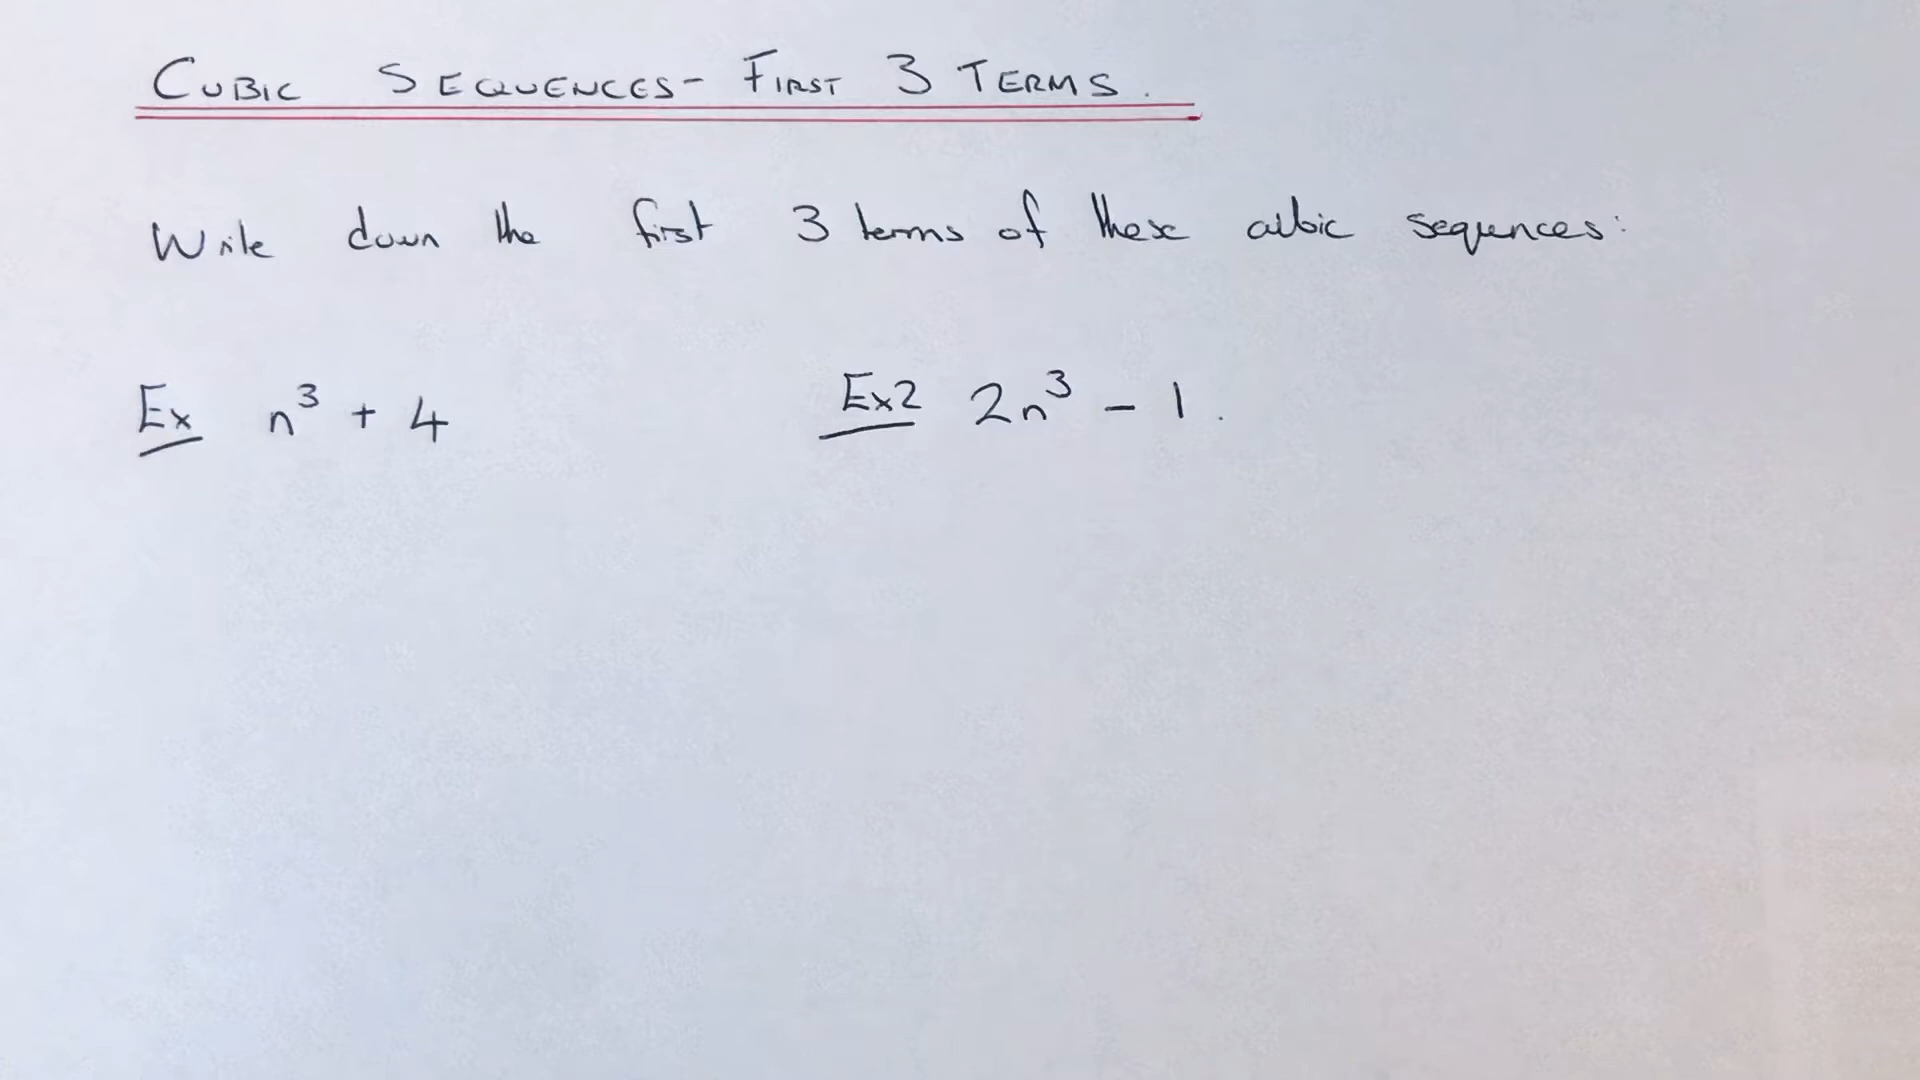 CUBIC SEQUENCES - FIRST 3 TERMS.
Write down the first 3 terms of these cubic sequences:
Ex n³ + 4
Ex2 2n³ - 1.